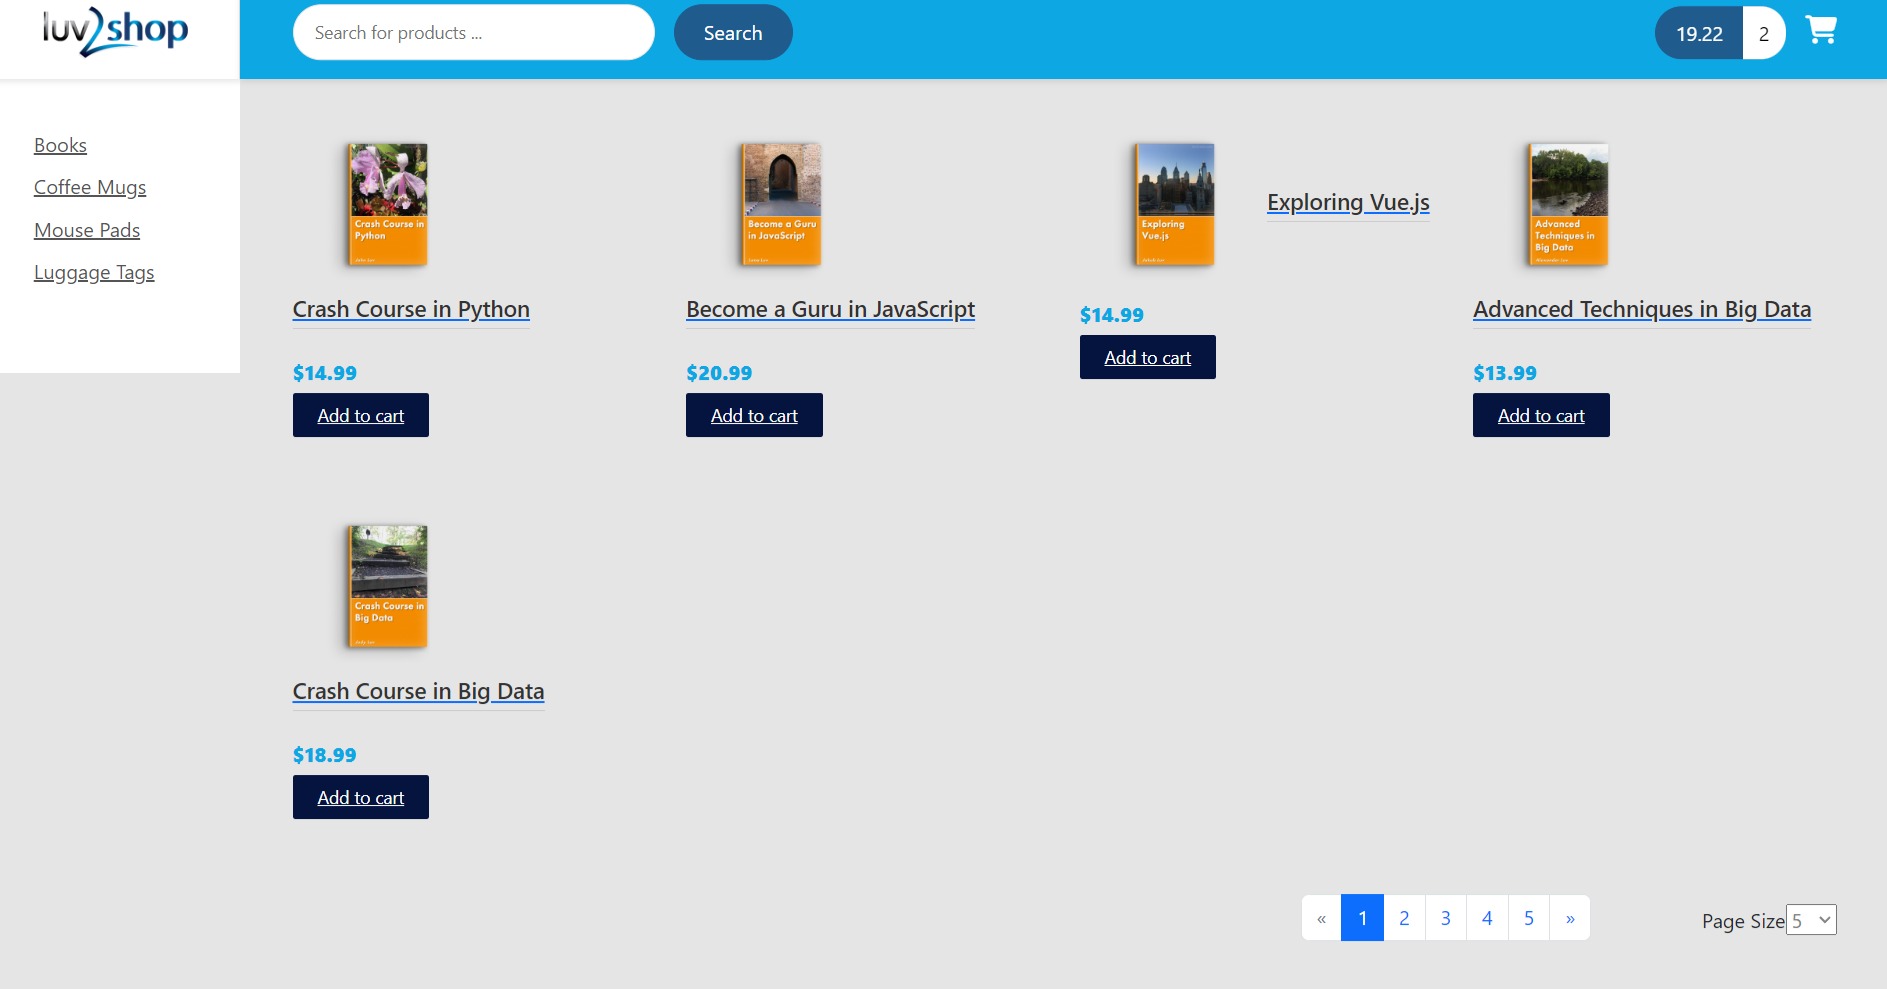 luv2shop
Search for products ...
Search
19.22
2
Books
Coffee Mugs
Mouse Pads
Luggage Tags
Crash Course in
Python
Crash Course in Python
$14.99
Add to cart
Become a Guru
in JavaScript
Become a Guru in JavaScript
$20.99
Add to cart
Exploring
Vue.js
Exploring Vue.js
$14.99
Add to cart
Advanced
Techniques in
Big Data
Advanced Techniques in Big Data
$13.99
Add to cart
Crash Course in
Big Data
Crash Course in Big Data
$18.99
Add to cart
« 1 2 3 4 5 »
Page Size 5